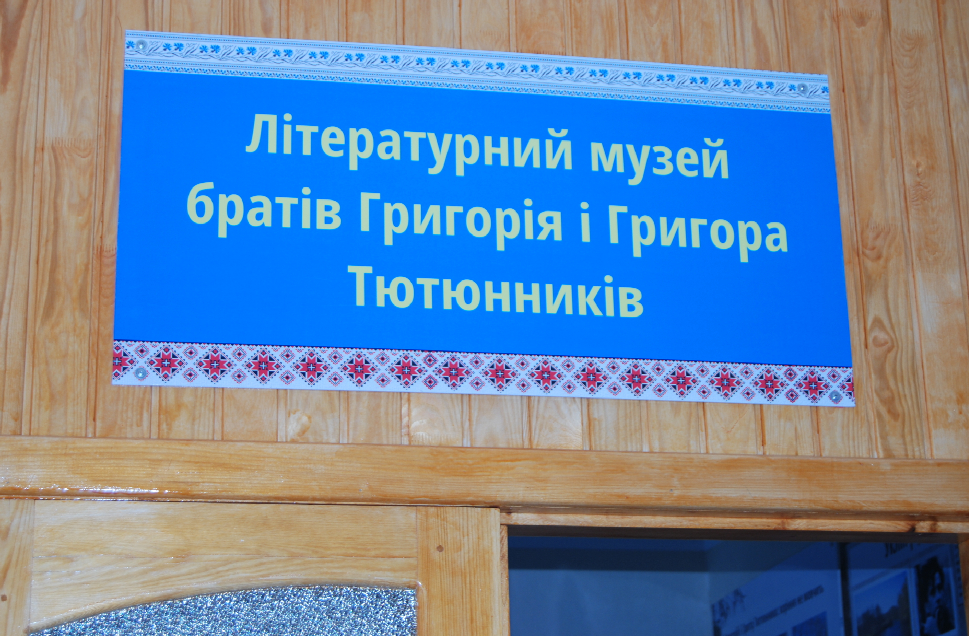 Літературний музей
братів Григорія і Григора
Тютюнників